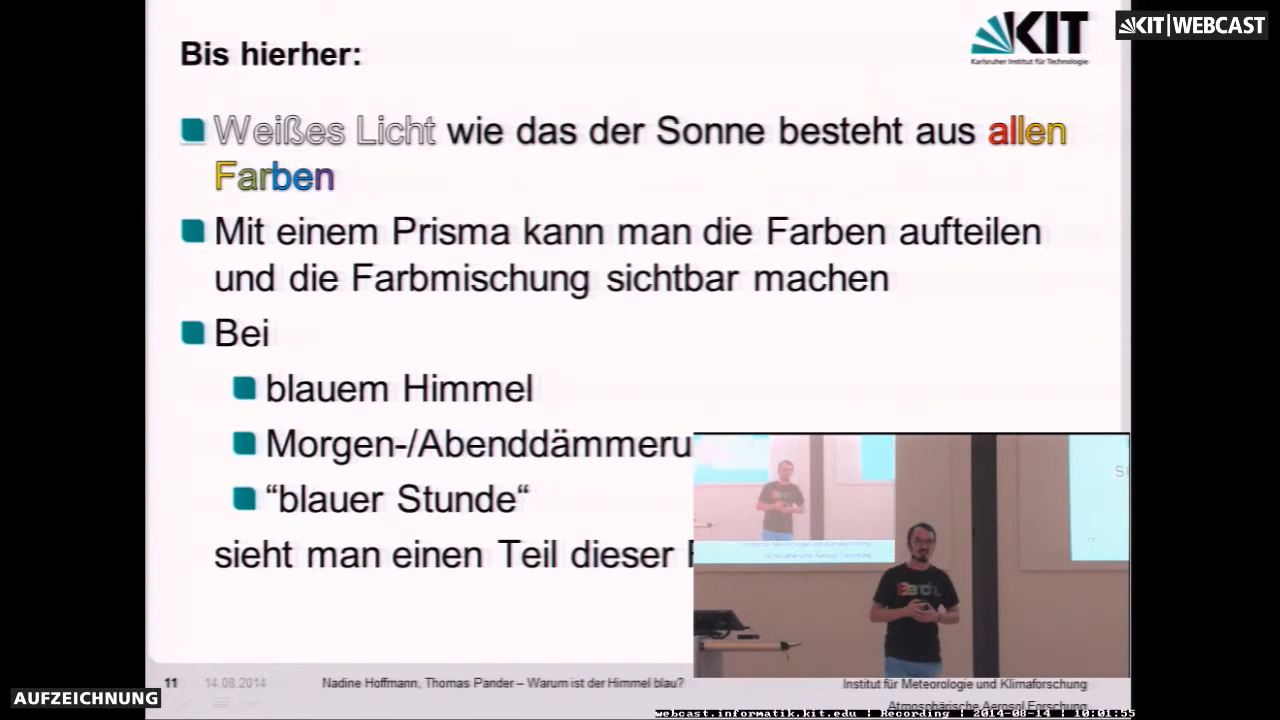 KIT
Karlsruher Institut für Technologie
KIT|WEBCAST
Bis hierher:
Weißes Licht wie das der Sonne besteht aus allen
Farben
Mit einem Prisma kann man die Farben aufteilen
und die Farbmischung sichtbar machen
Bei
blauem Himmel
Morgen-/Abenddämmeru
“blauer Stunde“
sieht man einen Teil dieser
11 14.08.2014 Nadine Hoffmann, Thomas Pander – Warum ist der Himmel blau?
Institut für Meteorologie und Klimaforschung
Atmosphärische Aerosol Forschung
AUFZEICHNUNG
webcast.informatik.kit.edu | Recording | 2014-08-14 | 10:01:55